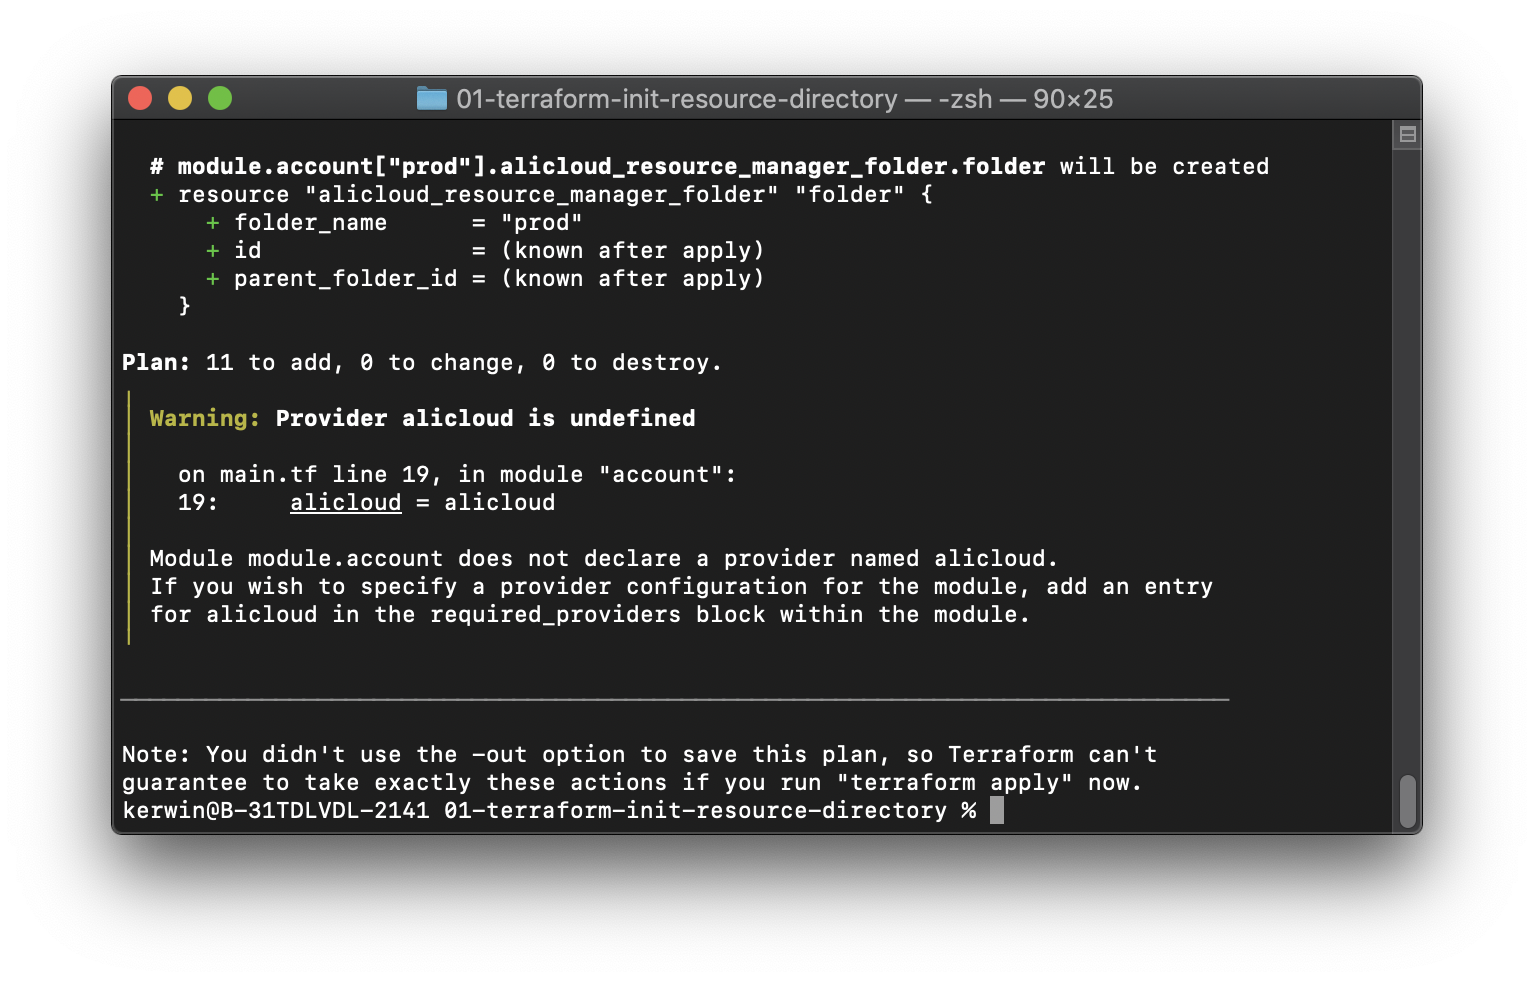 01-terraform-init-resource-directory — -zsh — 90×25
# module.account["prod"].alicloud_resource_manager_folder.folder will be created
+ resource "alicloud_resource_manager_folder" "folder" {
+ folder_name      = "prod"
+ id               = (known after apply)
+ parent_folder_id = (known after apply)
}
Plan: 11 to add, 0 to change, 0 to destroy.
Warning: Provider alicloud is undefined
on main.tf line 19, in module "account":
19:     alicloud = alicloud
Module module.account does not declare a provider named alicloud.
If you wish to specify a provider configuration for the module, add an entry
for alicloud in the required_providers block within the module.
Note: You didn't use the -out option to save this plan, so Terraform can't
guarantee to take exactly these actions if you run "terraform apply" now.
kerwin@B-31TDLVDL-2141 01-terraform-init-resource-directory %